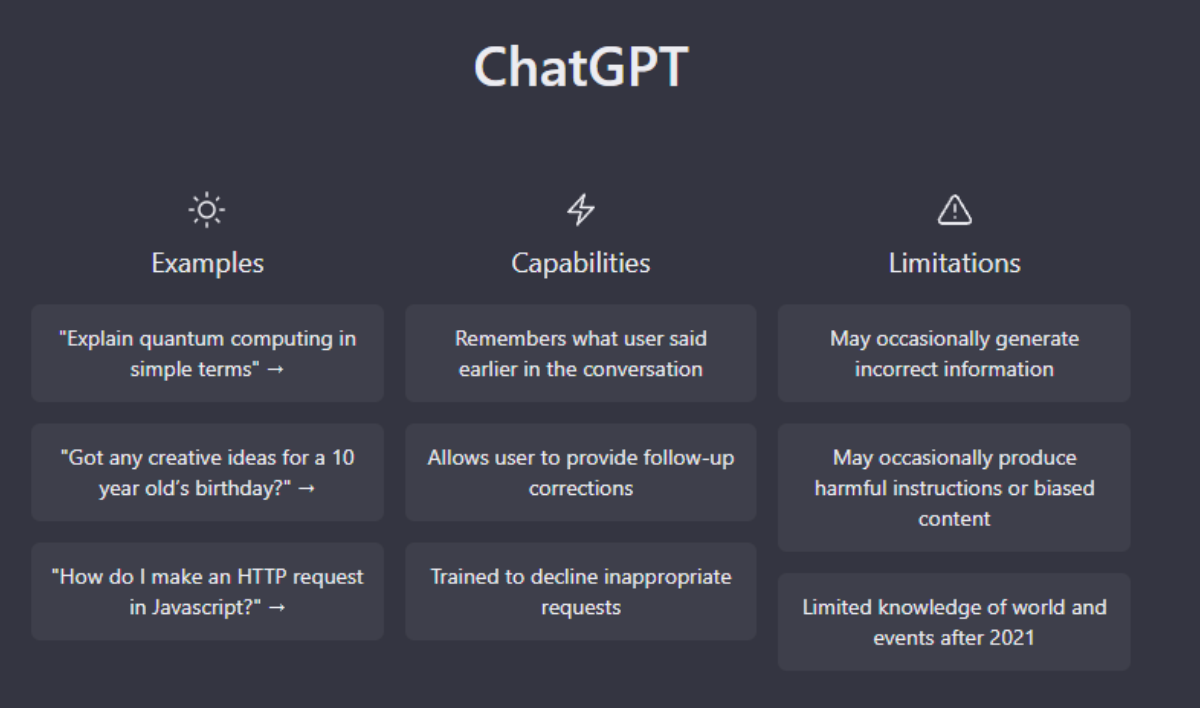 ChatGPT
Examples
"Explain quantum computing in
simple terms" →
"Got any creative ideas for a 10
year old’s birthday?" →
"How do I make an HTTP request
in Javascript?" →
Capabilities
Remembers what user said
earlier in the conversation
Allows user to provide follow-up
corrections
Trained to decline inappropriate
requests
Limitations
May occasionally generate
incorrect information
May occasionally produce
harmful instructions or biased
content
Limited knowledge of world and
events after 2021